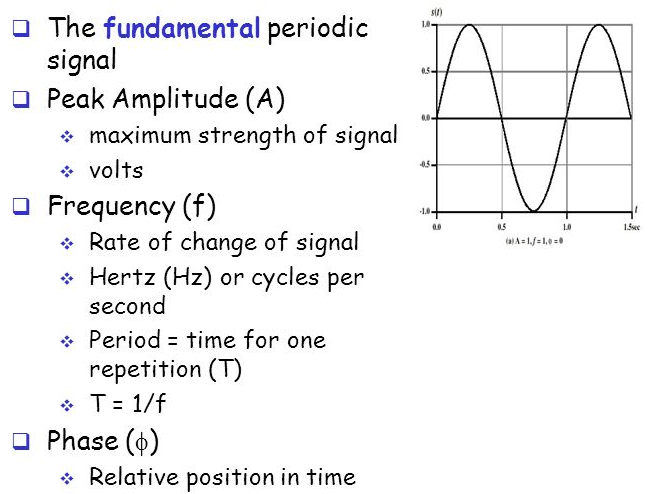 The fundamental periodic
signal
Peak Amplitude (A)
maximum strength of signal
volts
Frequency (f)
Rate of change of signal
Hertz (Hz) or cycles per
second
Period = time for one
repetition (T)
T = 1/f
Phase (ϕ)
Relative position in time
s(t)
1.0
0.5
0.0
-0.5
-1.0
t
0.0 0.5 1.0 1.5sec
(a) A = 1, f = 1, ϕ = 0